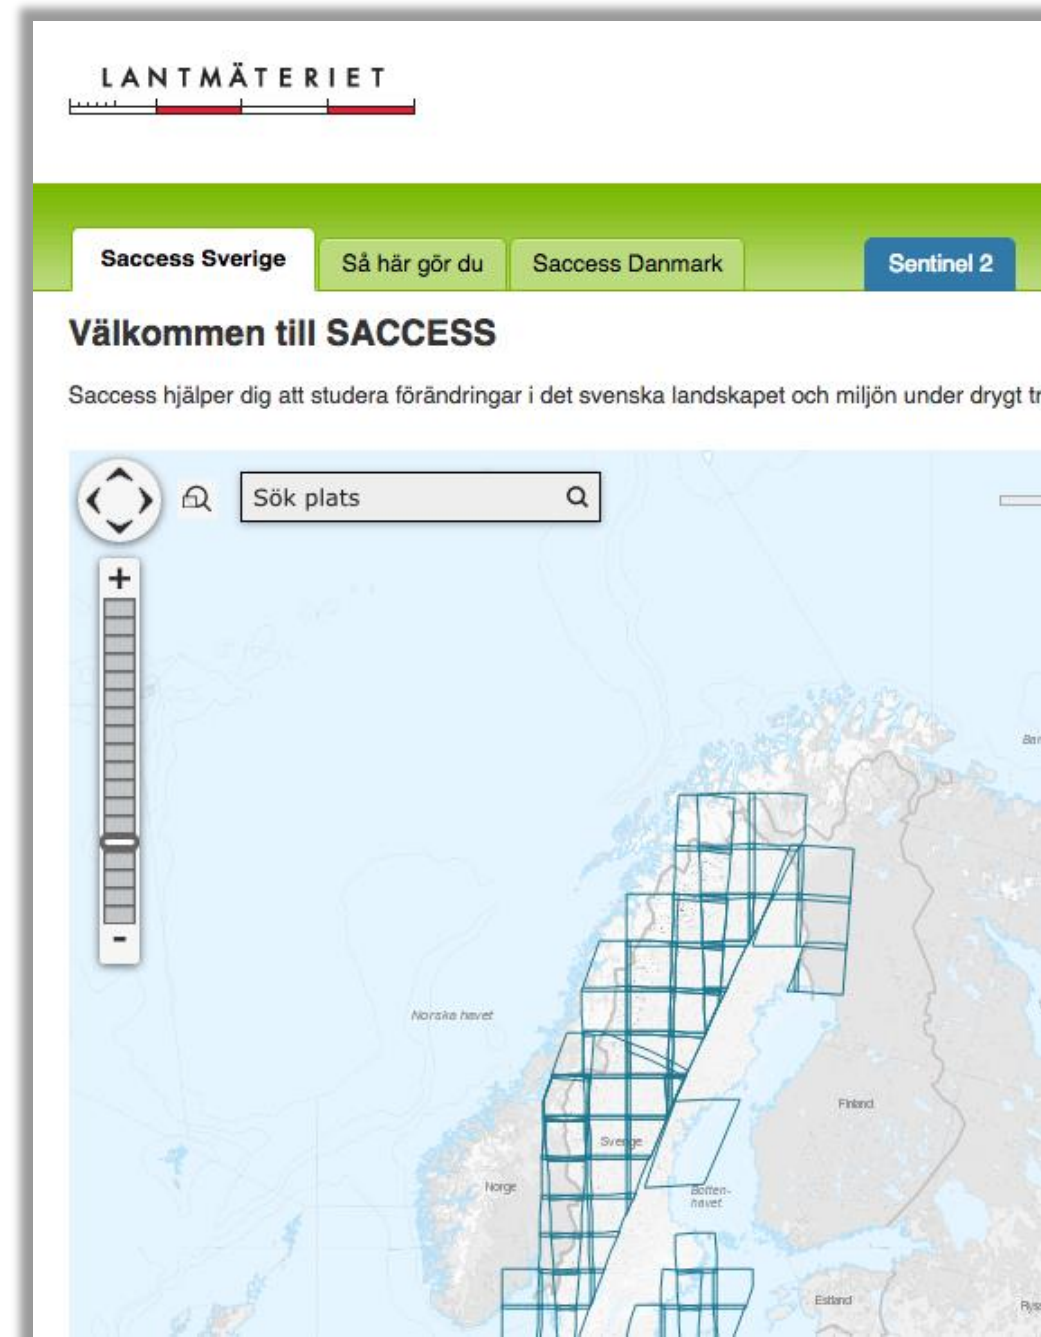 LANTMÄTERIET
Saccess Sverige
Så här gör du
Saccess Danmark
Sentinel 2
Välkommen till SACCESS
Saccess hjälper dig att studera förändringar i det svenska landskapet och miljön under drygt
Sök plats
+
-
Norska havet
Finland
Sverige
Norge
Botten-
havet
Estland